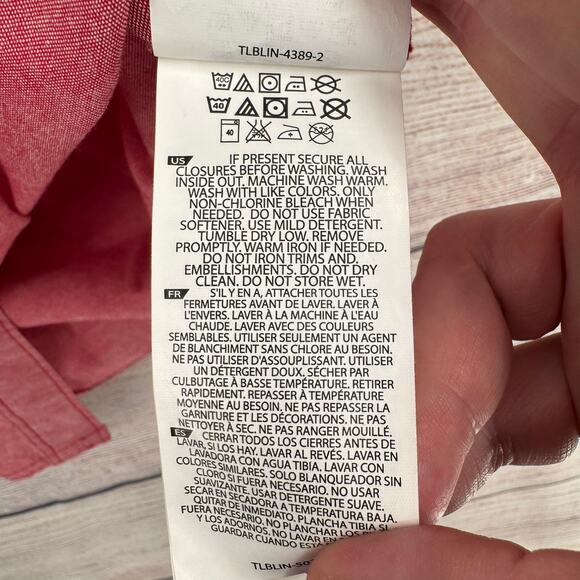 TLBLIN-4389-2
40C
40
40
US
IF PRESENT SECURE ALL
CLOSURES BEFORE WASHING. WASH
INSIDE OUT. MACHINE WASH WARM.
WASH WITH LIKE COLORS. ONLY
NON-CHLORINE BLEACH WHEN
NEEDED. DO NOT USE FABRIC
SOFTENER. USE MILD DETERGENT.
TUMBLE DRY LOW. REMOVE
PROMPTLY. WARM IRON IF NEEDED.
DO NOT IRON TRIMS AND.
EMBELLISHMENTS. DO NOT DRY
CLEAN. DO NOT STORE WET.
FR
S'IL Y EN A, ATTACHER TOUTES LES
FERMETURES AVANT DE LAVER. LAVER À
L'ENVERS. LAVER À LA MACHINE À L'EAU
CHAUDE. LAVER AVEC DES COULEURS
SEMBLABLES. UTILISER SEULEMENT UN AGENT
DE BLANCHIMENT SANS CHLORE AU BESOIN.
NE PAS UTILISER D'ASSOUPLISSANT. UTILISER
UN DÉTERGENT DOUX. SÉCHER PAR
CULBUTAGE À BASSE TEMPÉRATURE. RETIRER
RAPIDEMENT. REPASSER À TEMPÉRATURE
MOYENNE AU BESOIN. NE PAS REPASSER LA
GARNITURE ET LES DÉCORATIONS. NE PAS
NETTOYER À SEC. NE PAS RANGER MOUILLÉ.
ES
CERRAR TODOS LOS CIERRES ANTES DE
LAVAR, SI LOS HAY. LAVAR AL REVÉS. LAVAR EN
LAVADORA CON AGUA TIBIA. LAVAR CON
COLORES SIMILARES. SOLO BLANQUEADOR SIN
CLORO SI FUERA NECESARIO. NO USAR
SUAVIZANTE. USAR DETERGENTE SUAVE.
SECAR EN SECADORA A TEMPERATURA BAJA.
QUITAR DE INMEDIATO. PLANCHA TIBIA SI
FUERA NECESARIO. NO PLANCHAR LOS
Y LOS ADORNOS. NO LAVAR EN
GUARDAR CUANDO